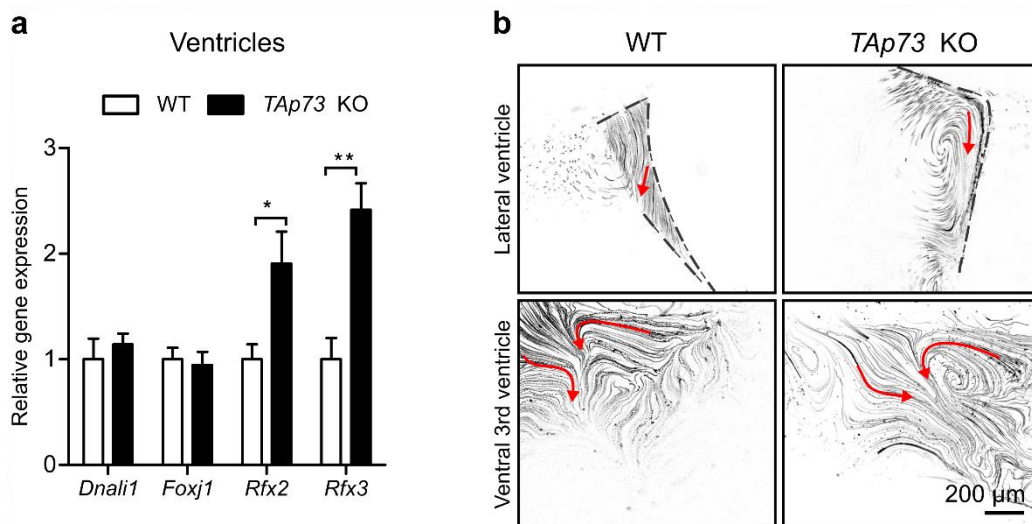 a
Ventricles
WT TAp73 KO
Relative gene expression
3
2
1
0
*
**
Dnali1 Foxj1 Rfx2 Rfx3
b
WT TAp73 KO
Lateral ventricle
Ventral 3rd ventricle
200 µm